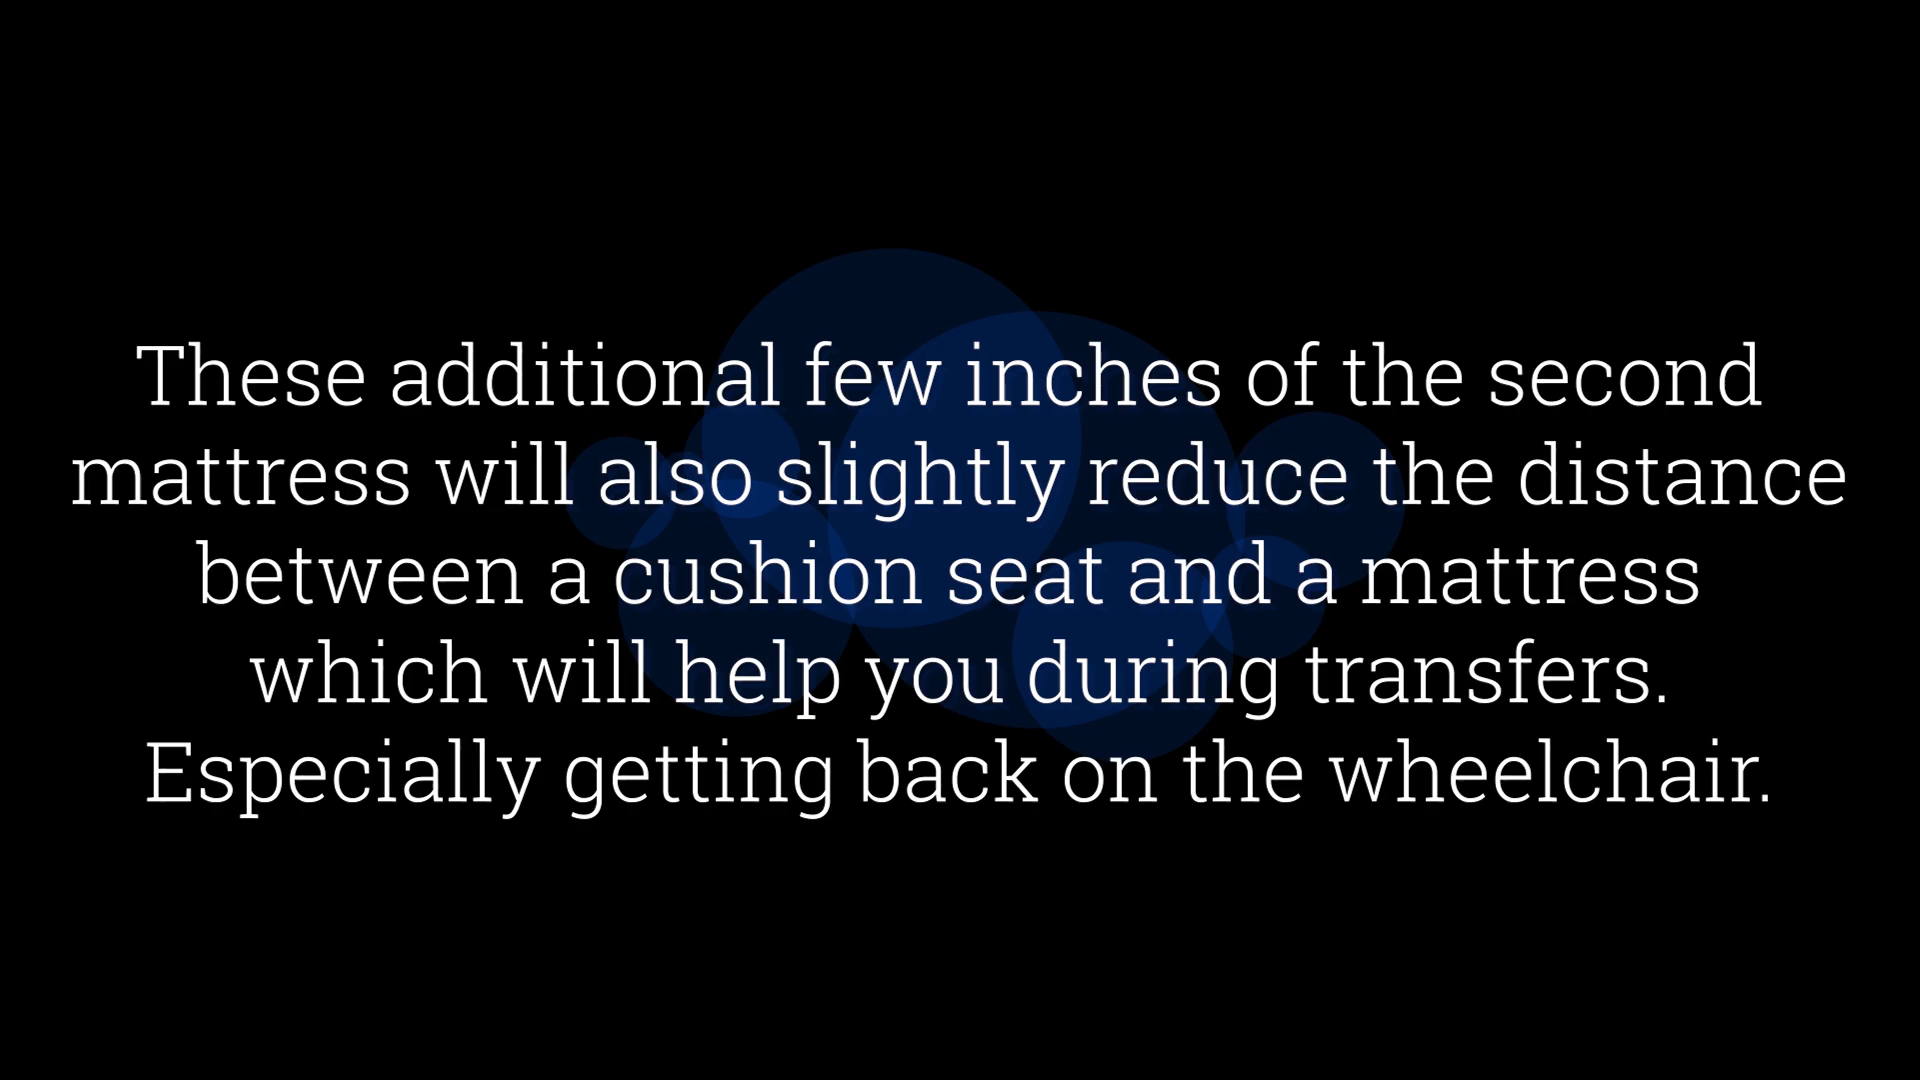 These additional few inches of the second
mattress will also slightly reduce the distance
between a cushion seat and a mattress
which will help you during transfers.
Especially getting back on the wheelchair.